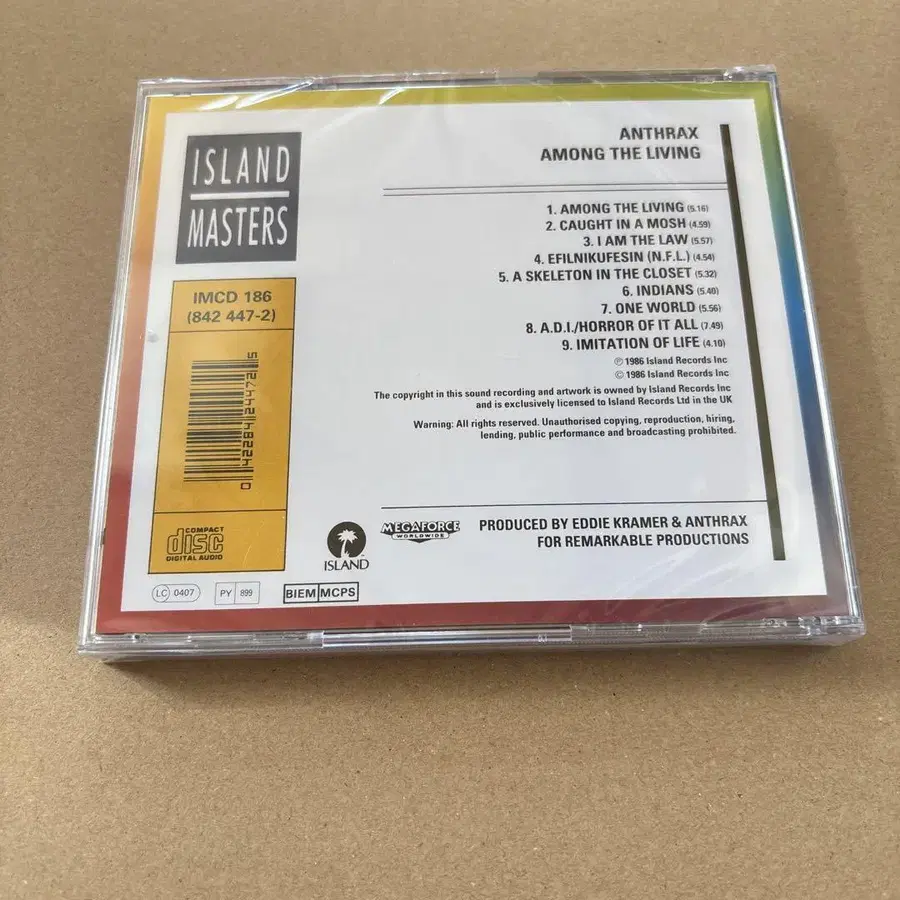 ISLAND
MASTERS
IMCD 186
(842 447-2)
0 42284 24472 5
COMPACT
disc
DIGITAL AUDIO
ANTHRAX
AMONG THE LIVING
1. AMONG THE LIVING (5.16)
2. CAUGHT IN A MOSH (4.59)
3. I AM THE LAW (5.57)
4. EFILNIKUFESIN (N.F.L.) (4.54)
5. A SKELETON IN THE CLOSET (5.32)
6. INDIANS (5.40)
7. ONE WORLD (5.56)
8. A.D.I./HORROR OF IT ALL (7.49)
9. IMITATION OF LIFE (4.10)
℗ 1986 Island Records Inc
© 1986 Island Records Inc
The copyright in this sound recording and artwork is owned by Island Records Inc
and is exclusively licensed to Island Records Ltd in the UK
Warning: All rights reserved. Unauthorised copying, reproduction, hiring,
lending, public performance and broadcasting prohibited.
ISLAND
MEGAFORCE
WORLDWIDE
PRODUCED BY EDDIE KRAMER & ANTHRAX
FOR REMARKABLE PRODUCTIONS
LC 0407
PY 899
BIEM MCPS